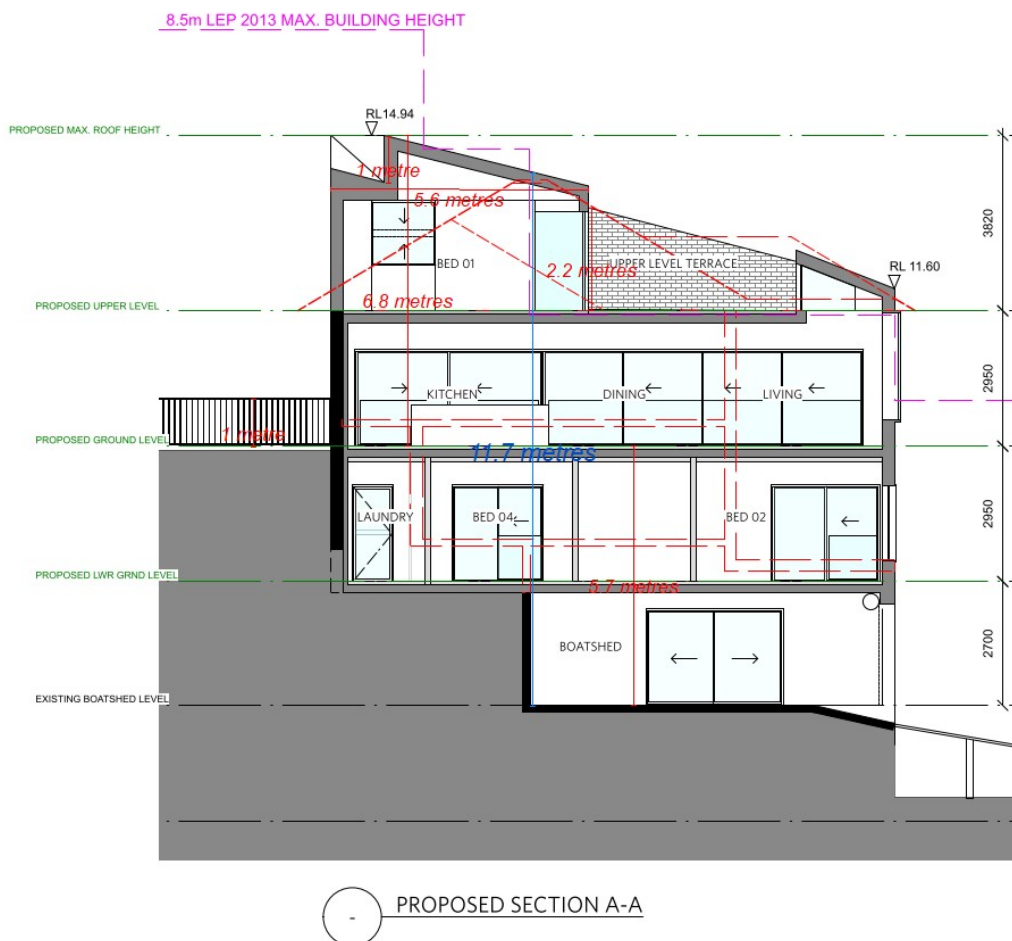 8.5m LEP 2013 MAX. BUILDING HEIGHT
RL14.94
PROPOSED MAX. ROOF HEIGHT
1 metre
3820
5.6 metres
BED 01
UPPER LEVEL TERRACE
2.2 metres
RL 11.60
6.8 metres
PROPOSED UPPER LEVEL
2950
KITCHEN
DINING
LIVING
1 metre
PROPOSED GROUND LEVEL
11.7 metres
LAUNDRY
BED 04
BED 02
2950
PROPOSED LWR GRND LEVEL
5.7 metres
BOATSHED
2700
EXISTING BOATSHED LEVEL
-
PROPOSED SECTION A-A